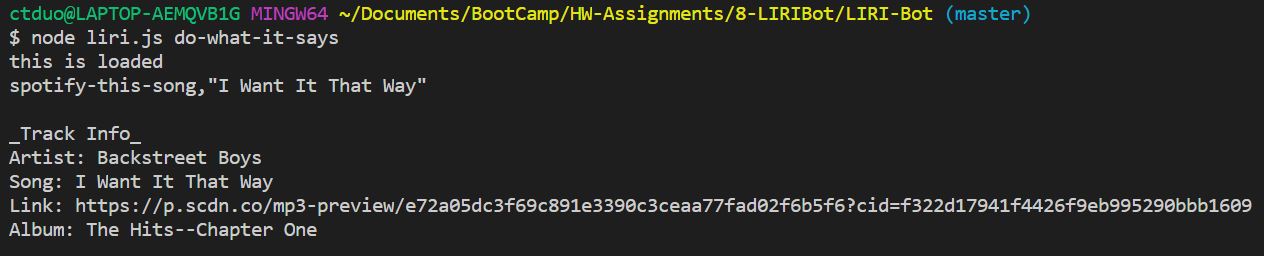 ctduo@LAPTOP-AEMQVB1G MINGW64 ~/Documents/BootCamp/HW-Assignments/8-LIRIBot/LIRI-Bot (master)
$ node liri.js do-what-it-says
this is loaded
spotify-this-song,"I Want It That Way"
_Track Info_
Artist: Backstreet Boys
Song: I Want It That Way
Link: https://p.scdn.co/mp3-preview/e72a05dc3f69c891e3390c3ceaa77fad02f6b5f6?cid=f322d17941f4426f9eb995290bbb1609
Album: The Hits--Chapter One